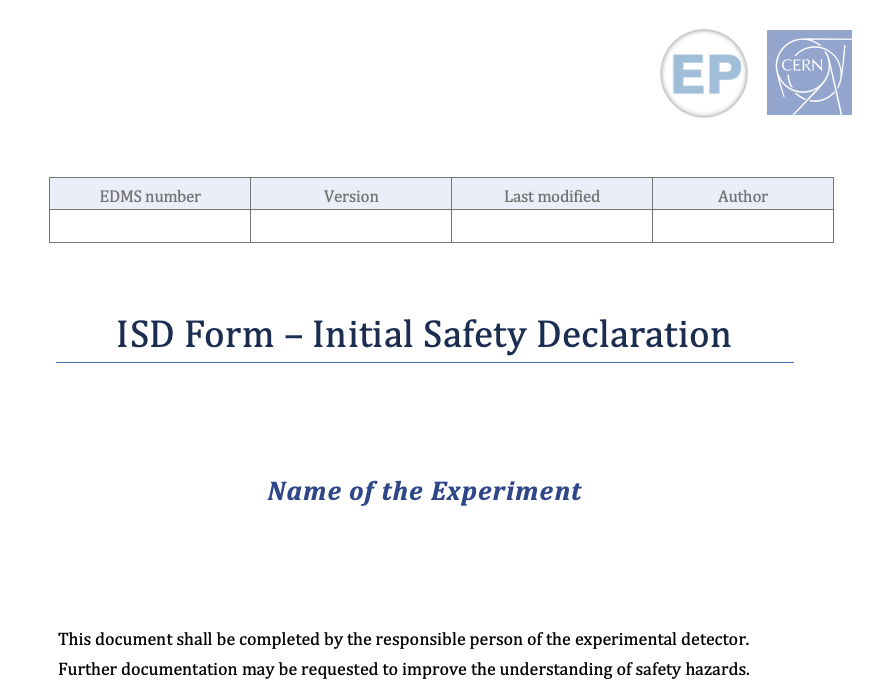 EP CERN
EDMS number Version Last modified Author
ISD Form – Initial Safety Declaration
Name of the Experiment
This document shall be completed by the responsible person of the experimental detector.
Further documentation may be requested to improve the understanding of safety hazards.